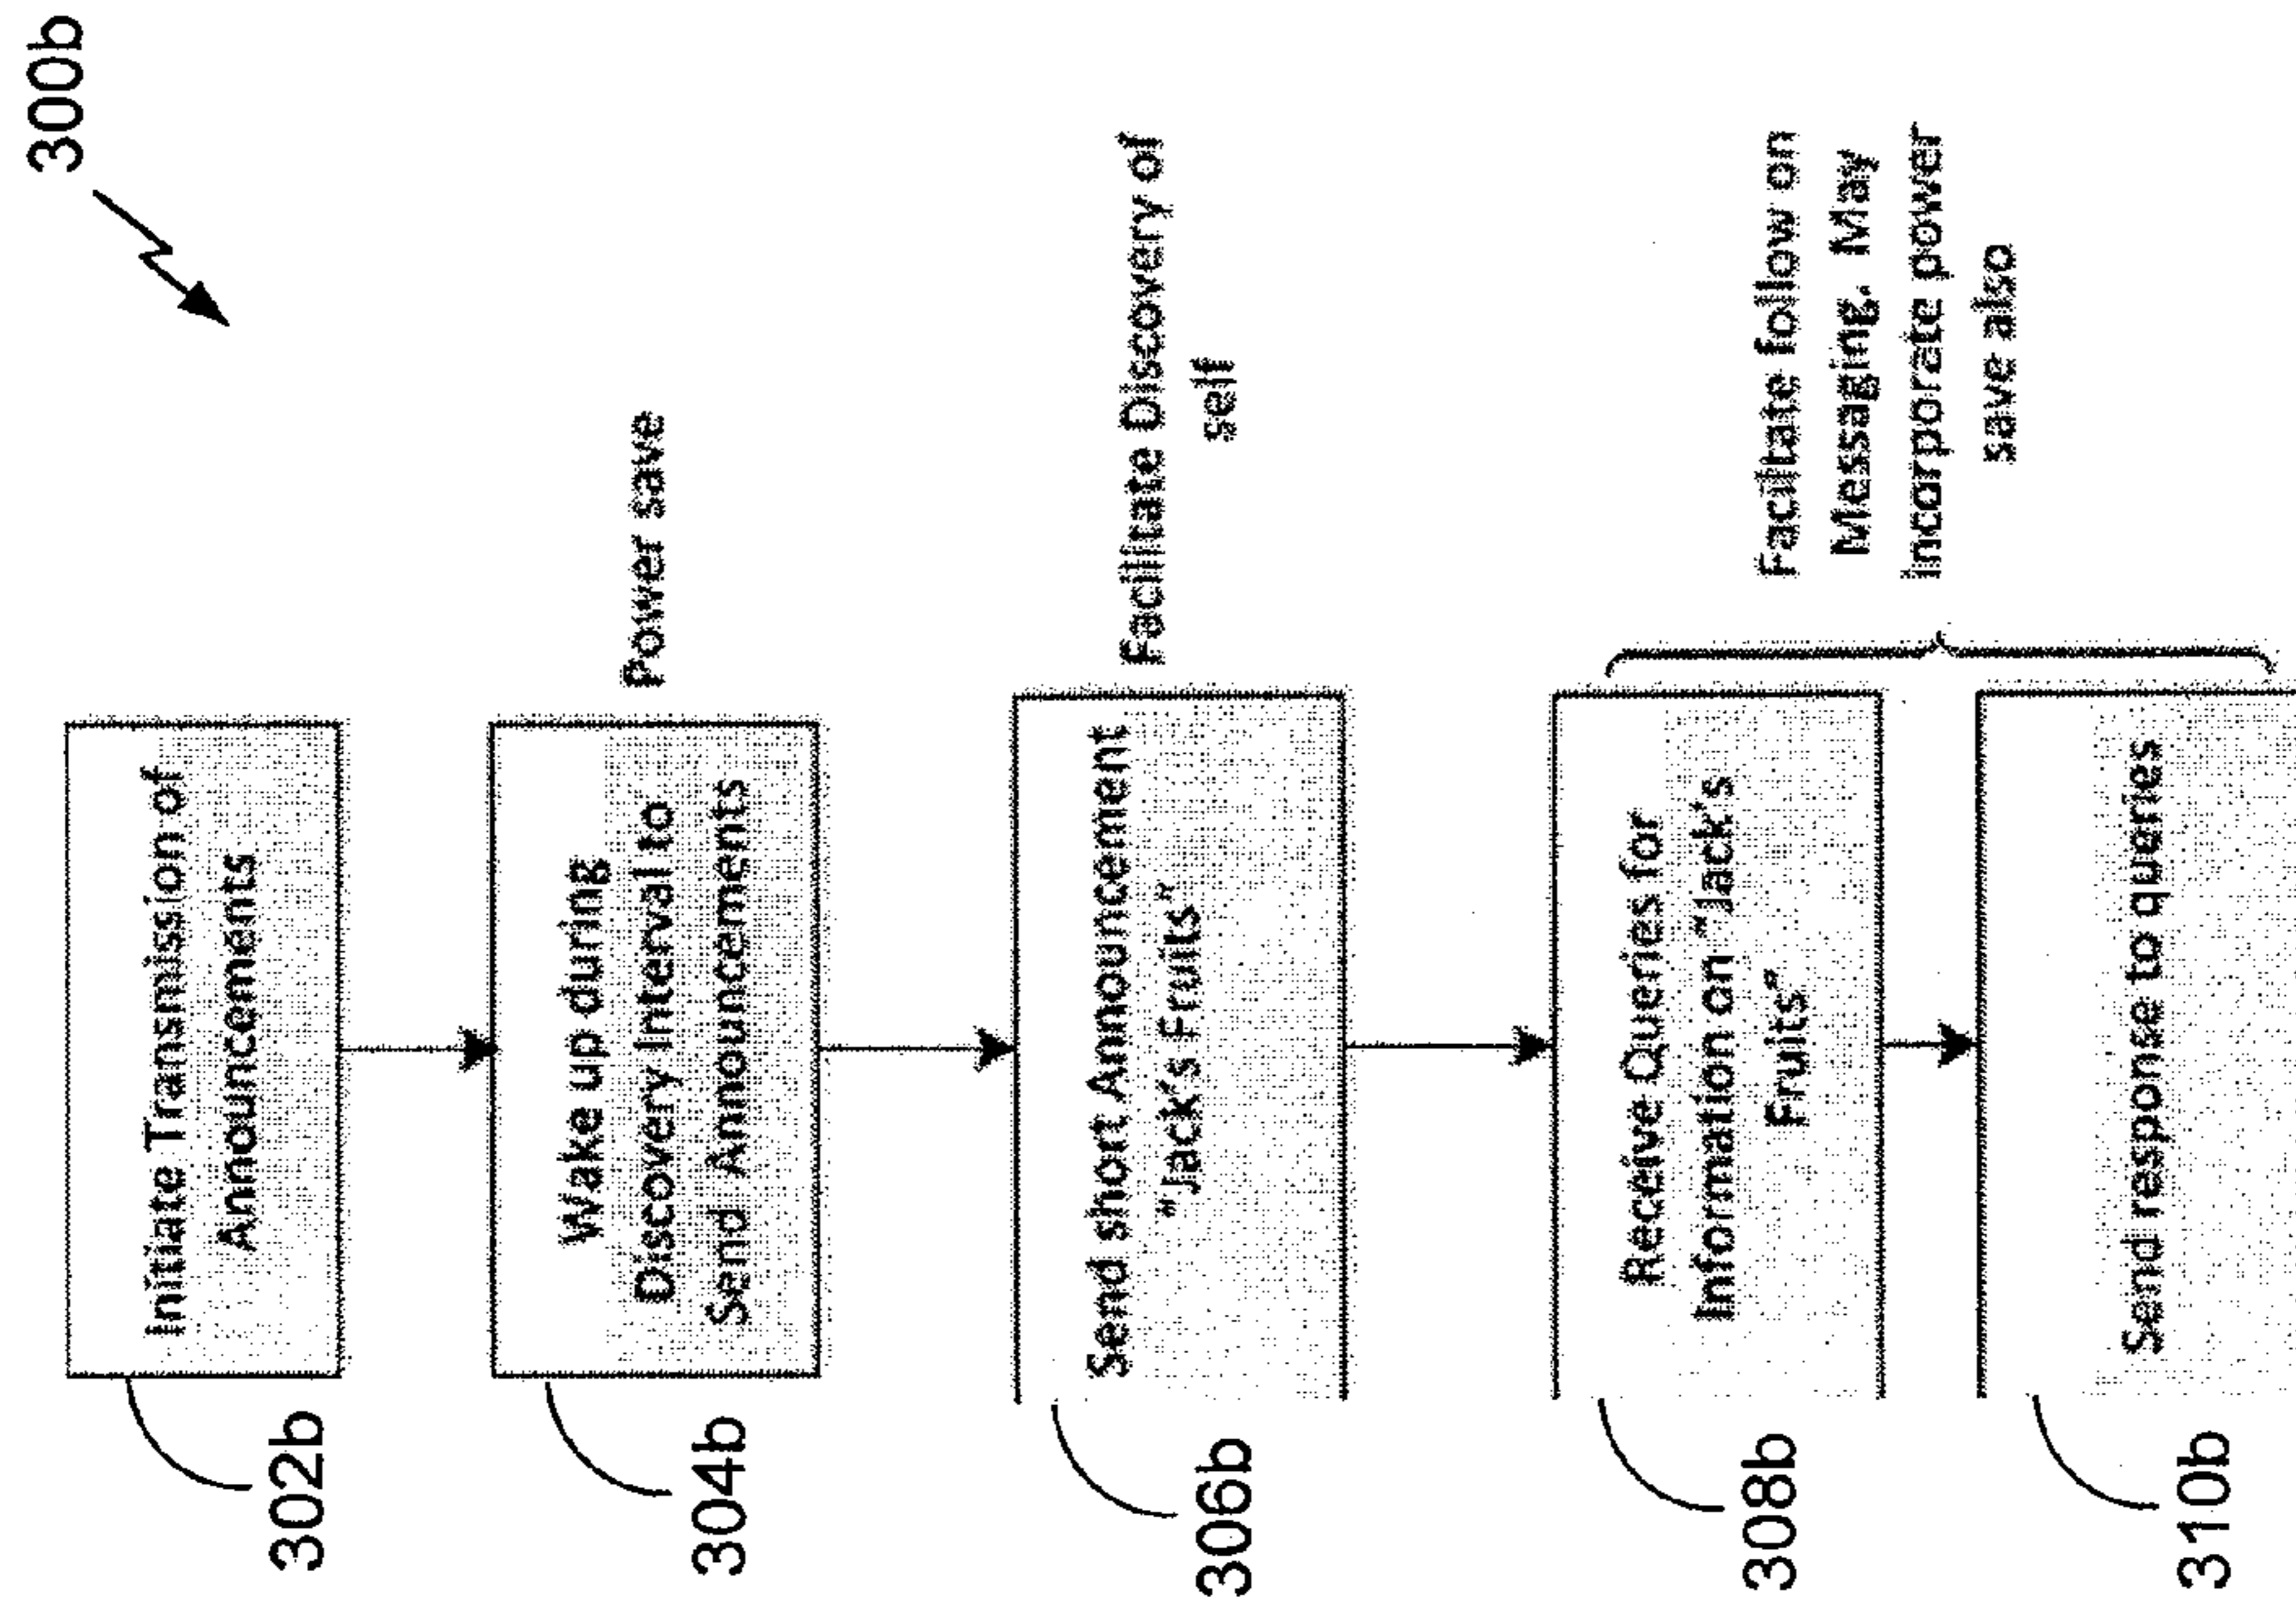 300b
302b
Initiate Transmission of
Announcements
304b
Wake up during
Discovery Interval to
Send Announcements
Power save
306b
Send short Announcement
"Jack's Fruits"
Facilitate Discovery of
self
308b
Receive Queries for
Information on "Jack's
Fruits"
310b
Send response to queries
Facilitate follow on
Messaging. May
incorporate power
save also